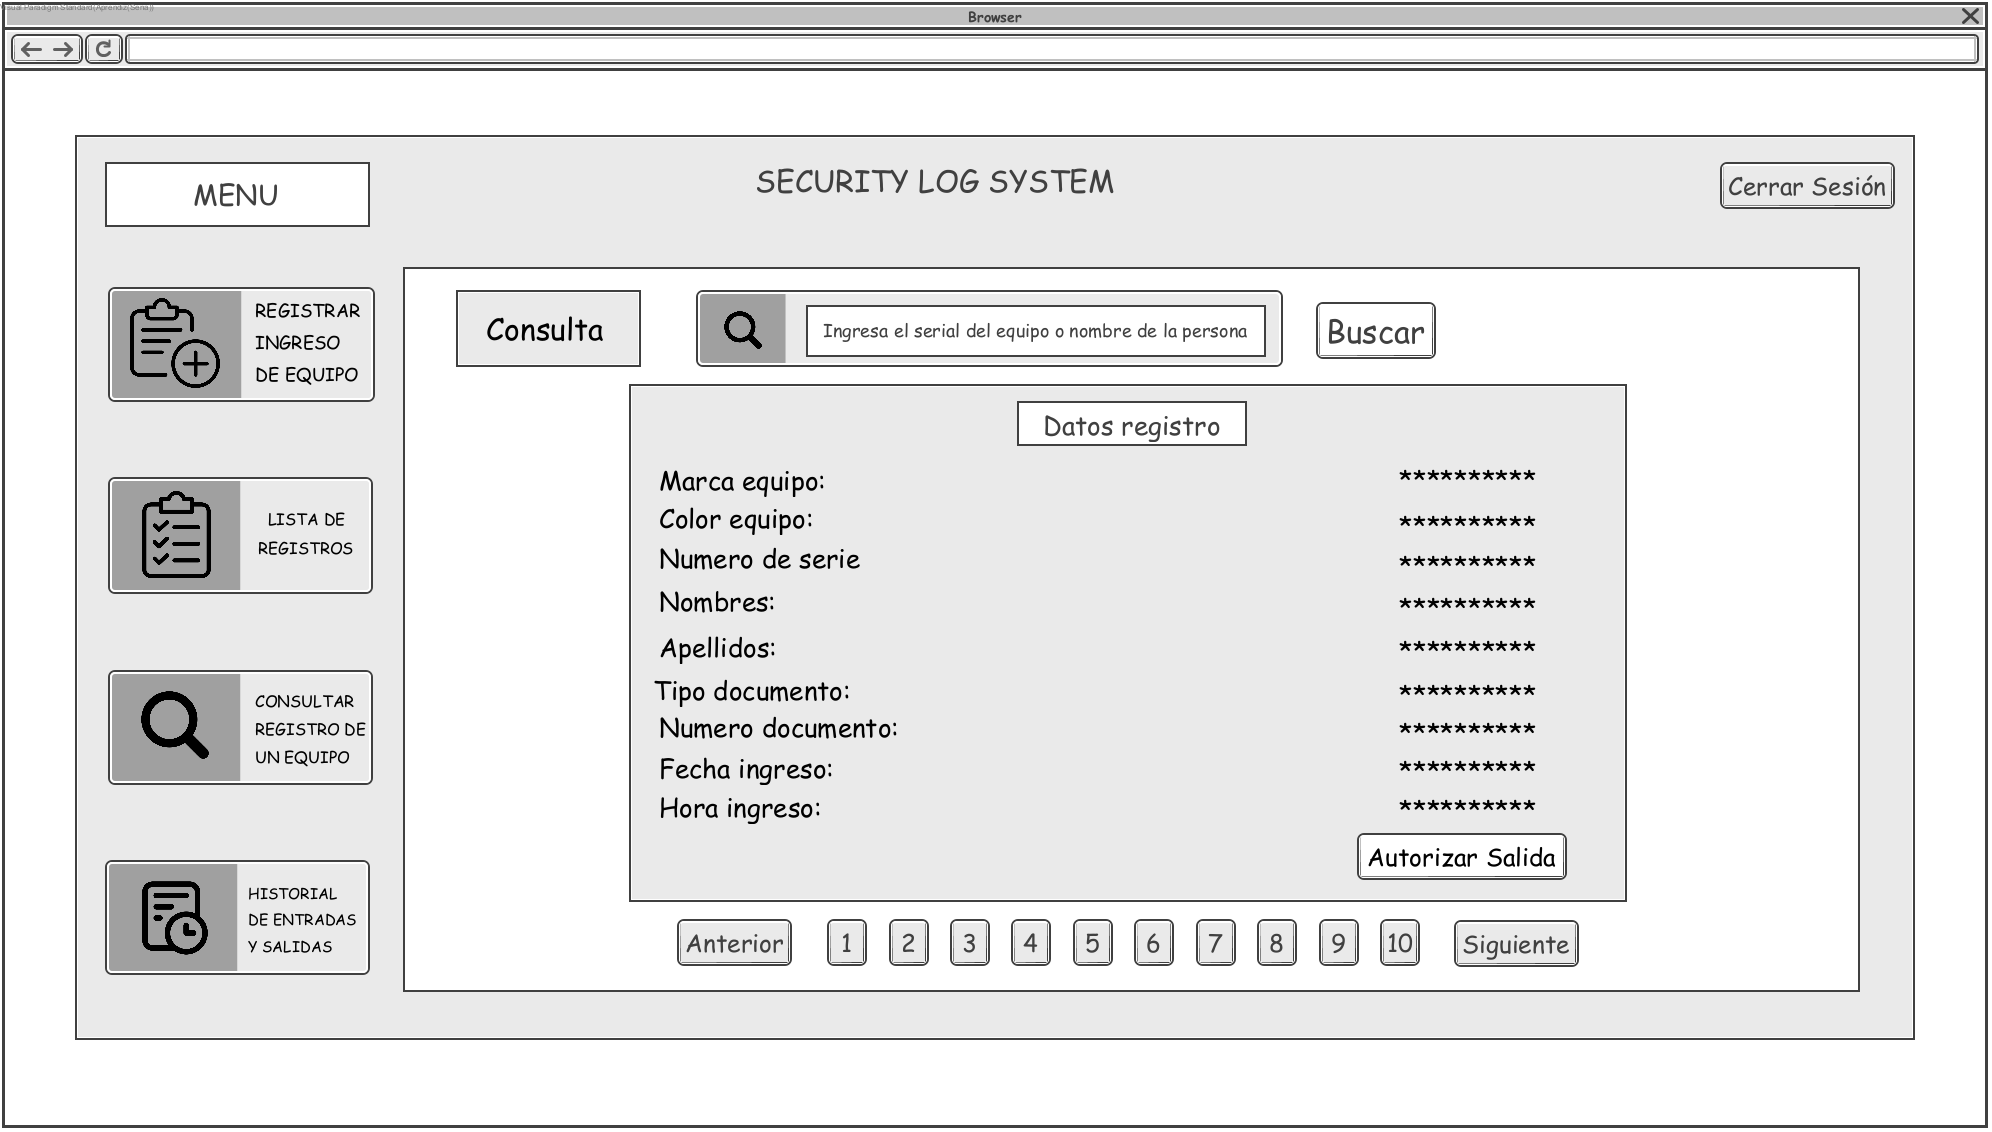 Visual Paradigm Standard(Aprendiz(Sena))
Browser
MENU
SECURITY LOG SYSTEM
Cerrar Sesión
REGISTRAR
INGRESO
DE EQUIPO
LISTA DE
REGISTROS
CONSULTAR
REGISTRO DE
UN EQUIPO
HISTORIAL
DE ENTRADAS
Y SALIDAS
Consulta
Ingresa el serial del equipo o nombre de la persona
Buscar
Datos registro
Marca equipo: **********
Color equipo: **********
Numero de serie **********
Nombres: **********
Apellidos: **********
Tipo documento: **********
Numero documento: **********
Fecha ingreso: **********
Hora ingreso: **********
Autorizar Salida
Anterior 1 2 3 4 5 6 7 8 9 10 Siguiente